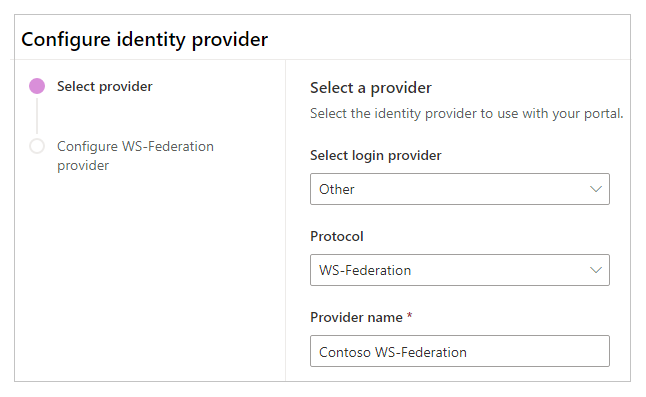 Configure identity provider
Select provider
Configure WS-Federation
provider
Select a provider
Select the identity provider to use with your portal.
Select login provider
Other
Protocol
WS-Federation
Provider name *
Contoso WS-Federation